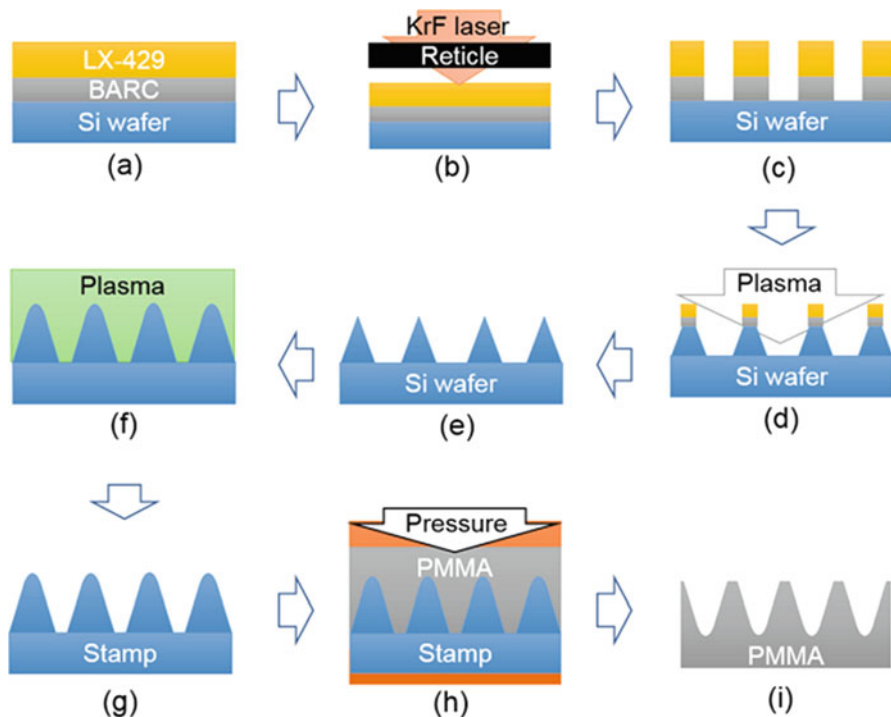 LX-429
BARC
Si wafer
(a)
KrF laser
Reticle
(b)
Si wafer
(c)
Plasma
Si wafer
(d)
Si wafer
(e)
Plasma
(f)
Stamp
(g)
Pressure
PMMA
Stamp
(h)
PMMA
(i)